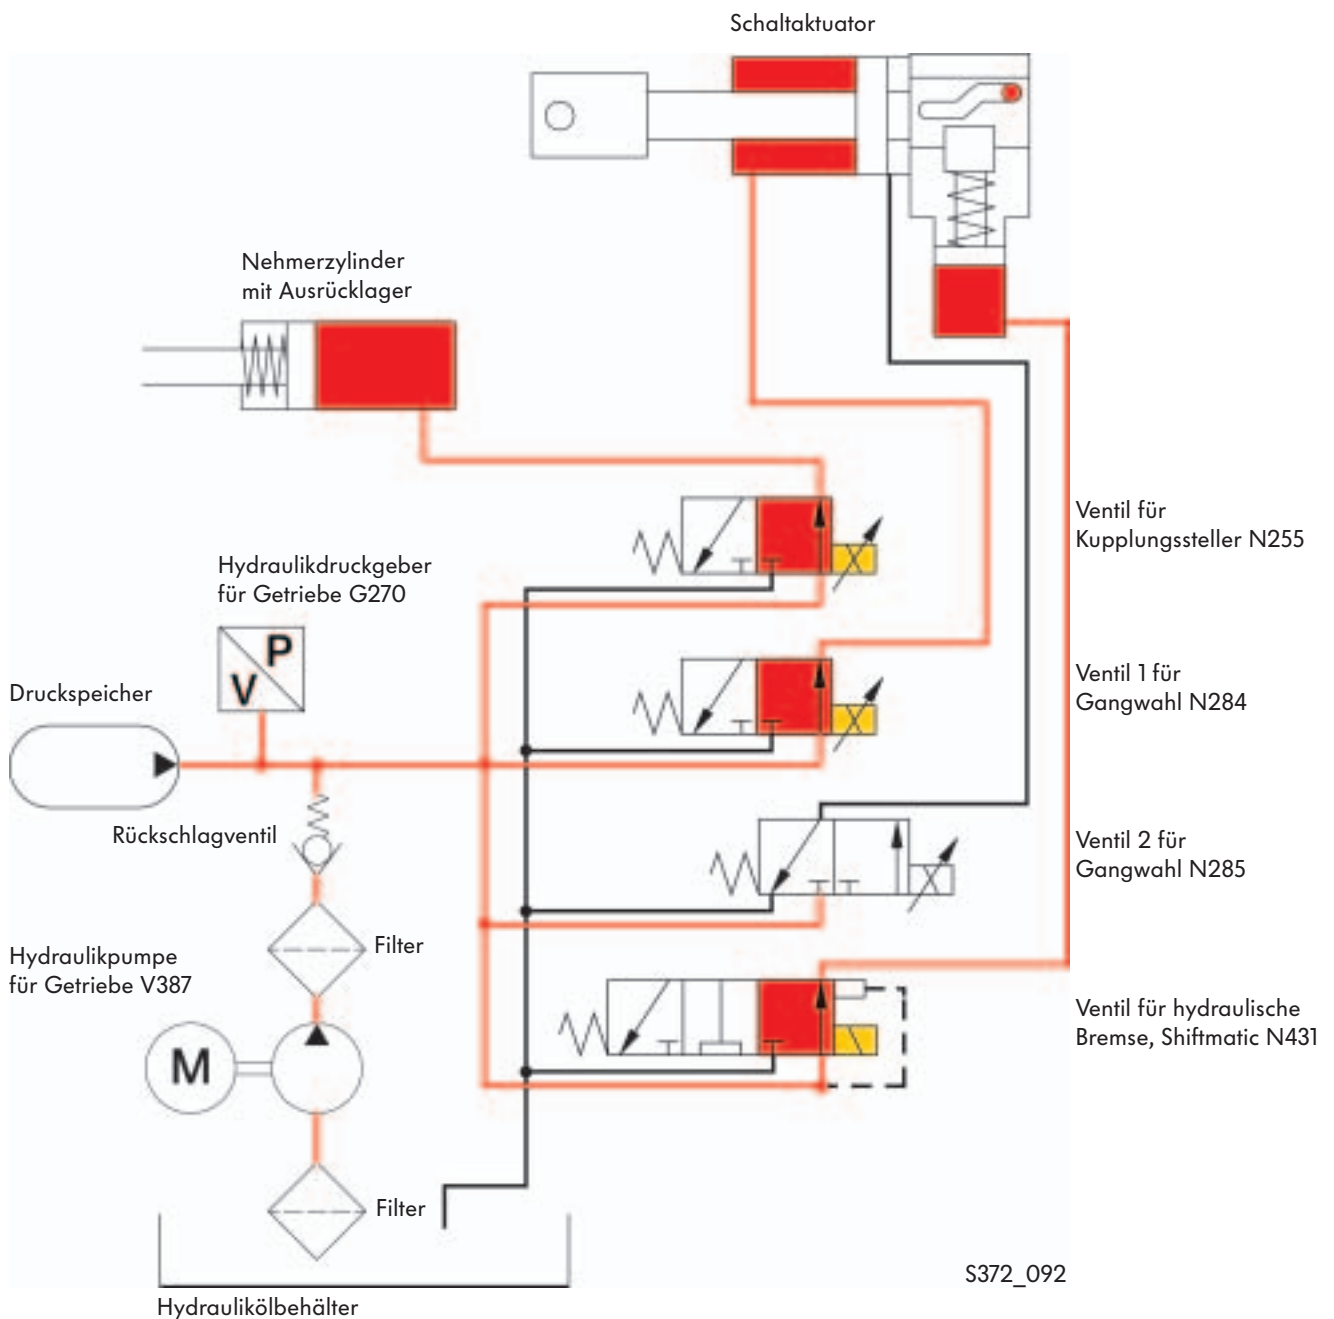 Schaltaktuator
Nehmerzylinder
mit Ausrücklager
Ventil für
Kupplungssteller N255
Hydraulikdruckgeber
für Getriebe G270
P
V
Druckspeicher
Ventil 1 für
Gangwahl N284
Rückschlagventil
Ventil 2 für
Gangwahl N285
Filter
Hydraulikpumpe
für Getriebe V387
M
Ventil für hydraulische
Bremse, Shiftmatic N431
Filter
S372_092
Hydraulikölbehälter